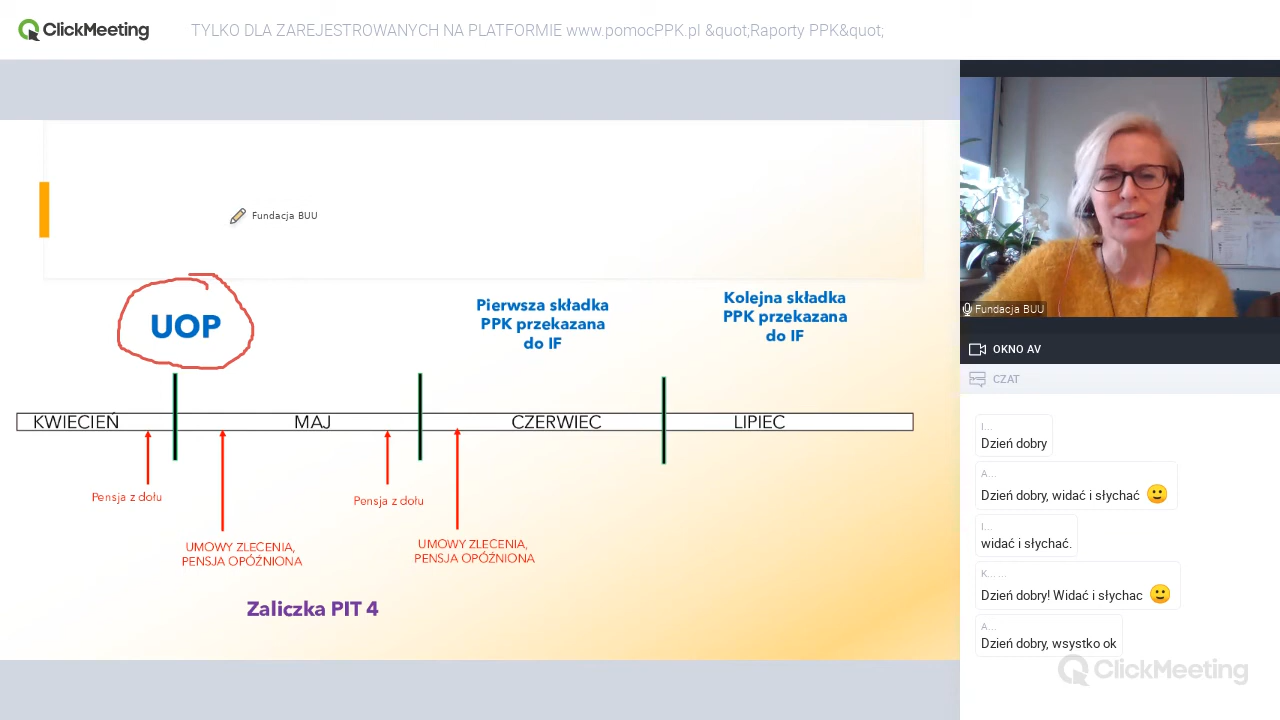 ClickMeeting
TYLKO DLA ZAREJESTROWANYCH NA PLATFORMIE www.pomocPPK.pl &quot;Raporty PPK&quot;
Fundacja BUU
UOP
Pierwsza składka
PPK przekazana
do IF
Kolejna składka
PPK przekazana
do IF
KWIECIEŃ
MAJ
CZERWIEC
LIPIEC
Pensja z dołu
Pensja z dołu
UMOWY ZLECENIA,
PENSJA OPÓŹNIONA
UMOWY ZLECENIA,
PENSJA OPÓŹNIONA
Zaliczka PIT 4
Fundacja BUU
OKNO AV
CZAT
I...
Dzień dobry
A...
Dzień dobry, widać i słychać
I...
widać i słychać.
K... ...
Dzień dobry! Widać i słychac
A...
Dzień dobry, wsystko ok
ClickMeeting